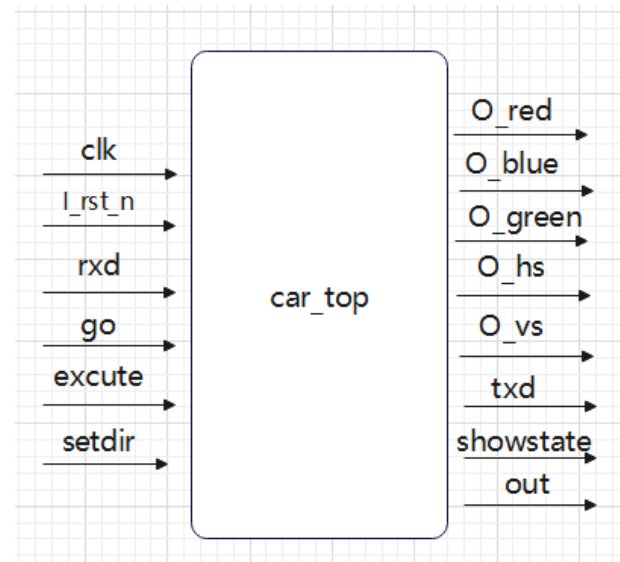 clk
I_rst_n
rxd
go
excute
setdir
car_top
O_red
O_blue
O_green
O_hs
O_vs
txd
showstate
out